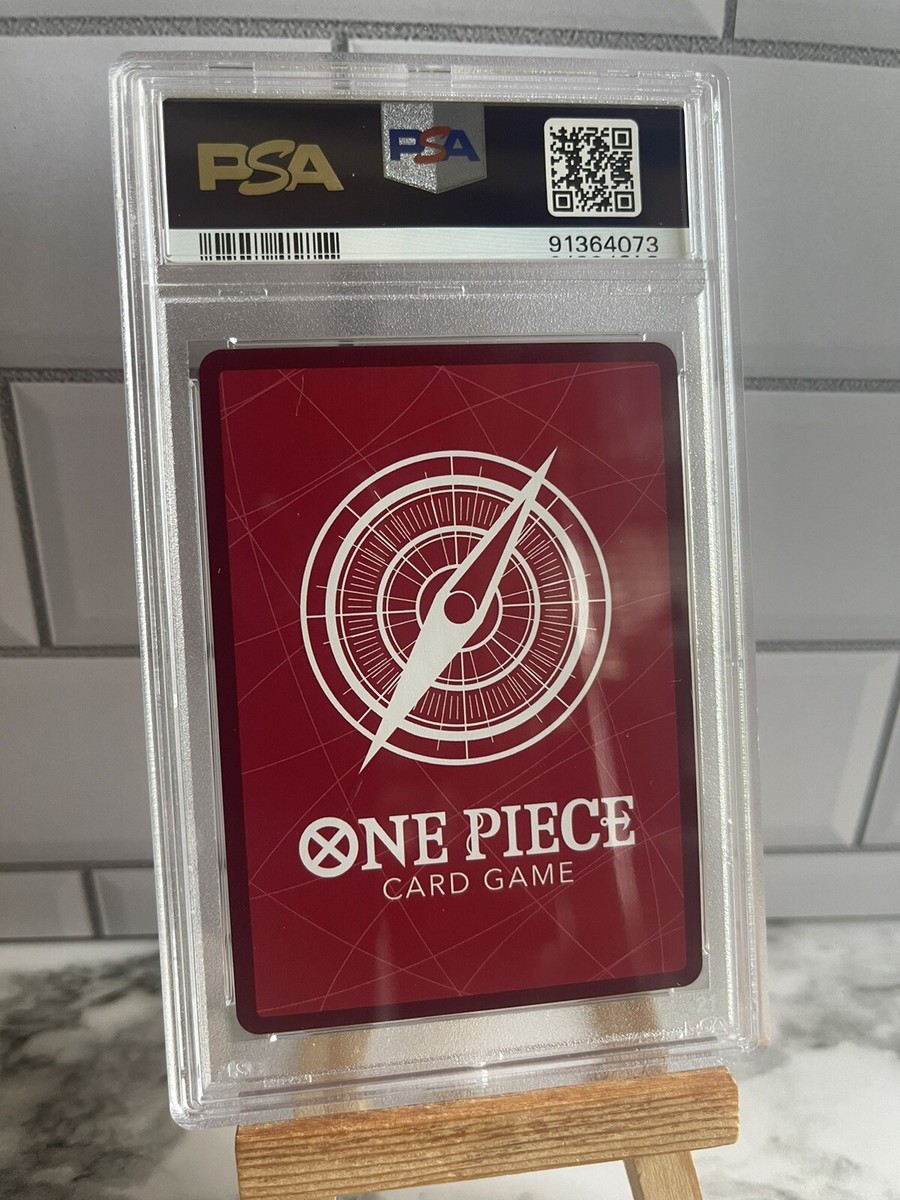 PSA
PSA
91364073
ONE PIECE
CARD GAME